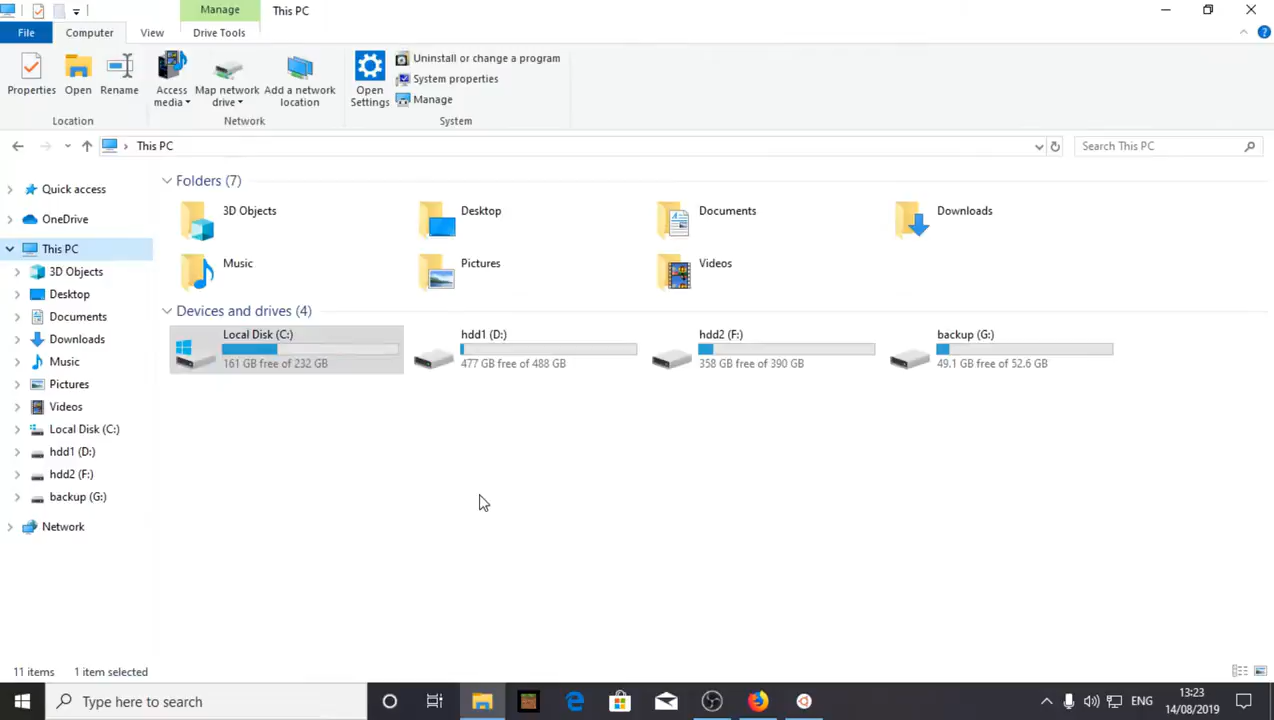 Manage
This PC
File
Computer
View
Drive Tools
Properties
Open
Rename
Access media
Map network drive
Add a network location
Open Settings
Uninstall or change a program
System properties
Manage
Location
Network
System
This PC
Search This PC
Quick access
OneDrive
This PC
3D Objects
Desktop
Documents
Downloads
Music
Pictures
Videos
Local Disk (C:)
hdd1 (D:)
hdd2 (F:)
backup (G:)
Network
Folders (7)
3D Objects
Desktop
Documents
Downloads
Music
Pictures
Videos
Devices and drives (4)
Local Disk (C:)
161 GB free of 232 GB
hdd1 (D:)
477 GB free of 488 GB
hdd2 (F:)
358 GB free of 390 GB
backup (G:)
49.1 GB free of 52.6 GB
11 items
1 item selected
Type here to search
ENG
13:23
14/08/2019